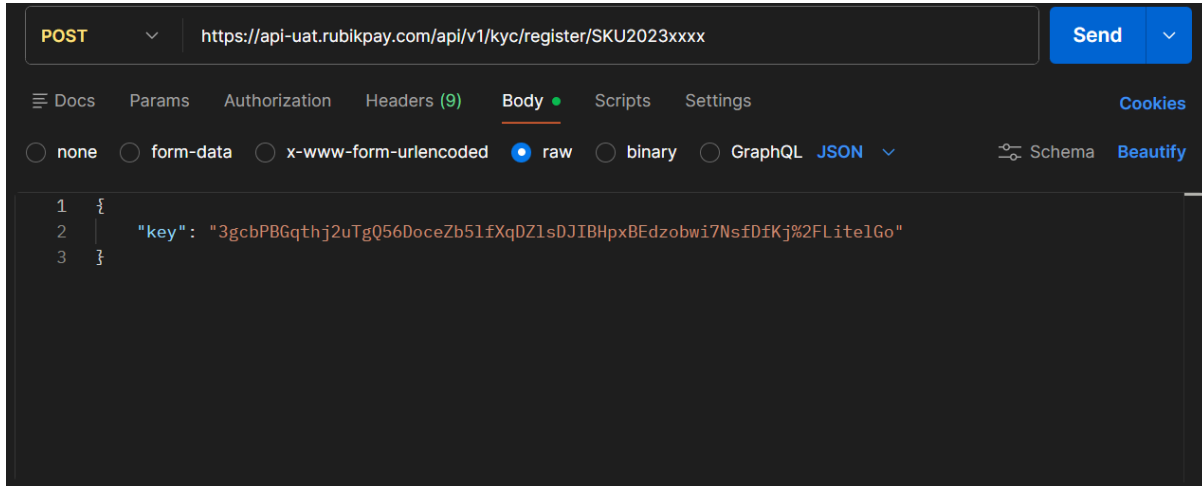 POST https://api-uat.rubikpay.com/api/v1/kyc/register/SKU2023xxxx Send
Docs Params Authorization Headers (9) Body Scripts Settings Cookies
none form-data x-www-form-urlencoded raw binary GraphQL JSON Schema Beautify
1 {
2 "key": "3gcbPBGqthj2uTgQ56DoceZb5lfXqDZlsDJIBHpxBEdzobwi7NsfDfKj%2FLitelGo"
3 }